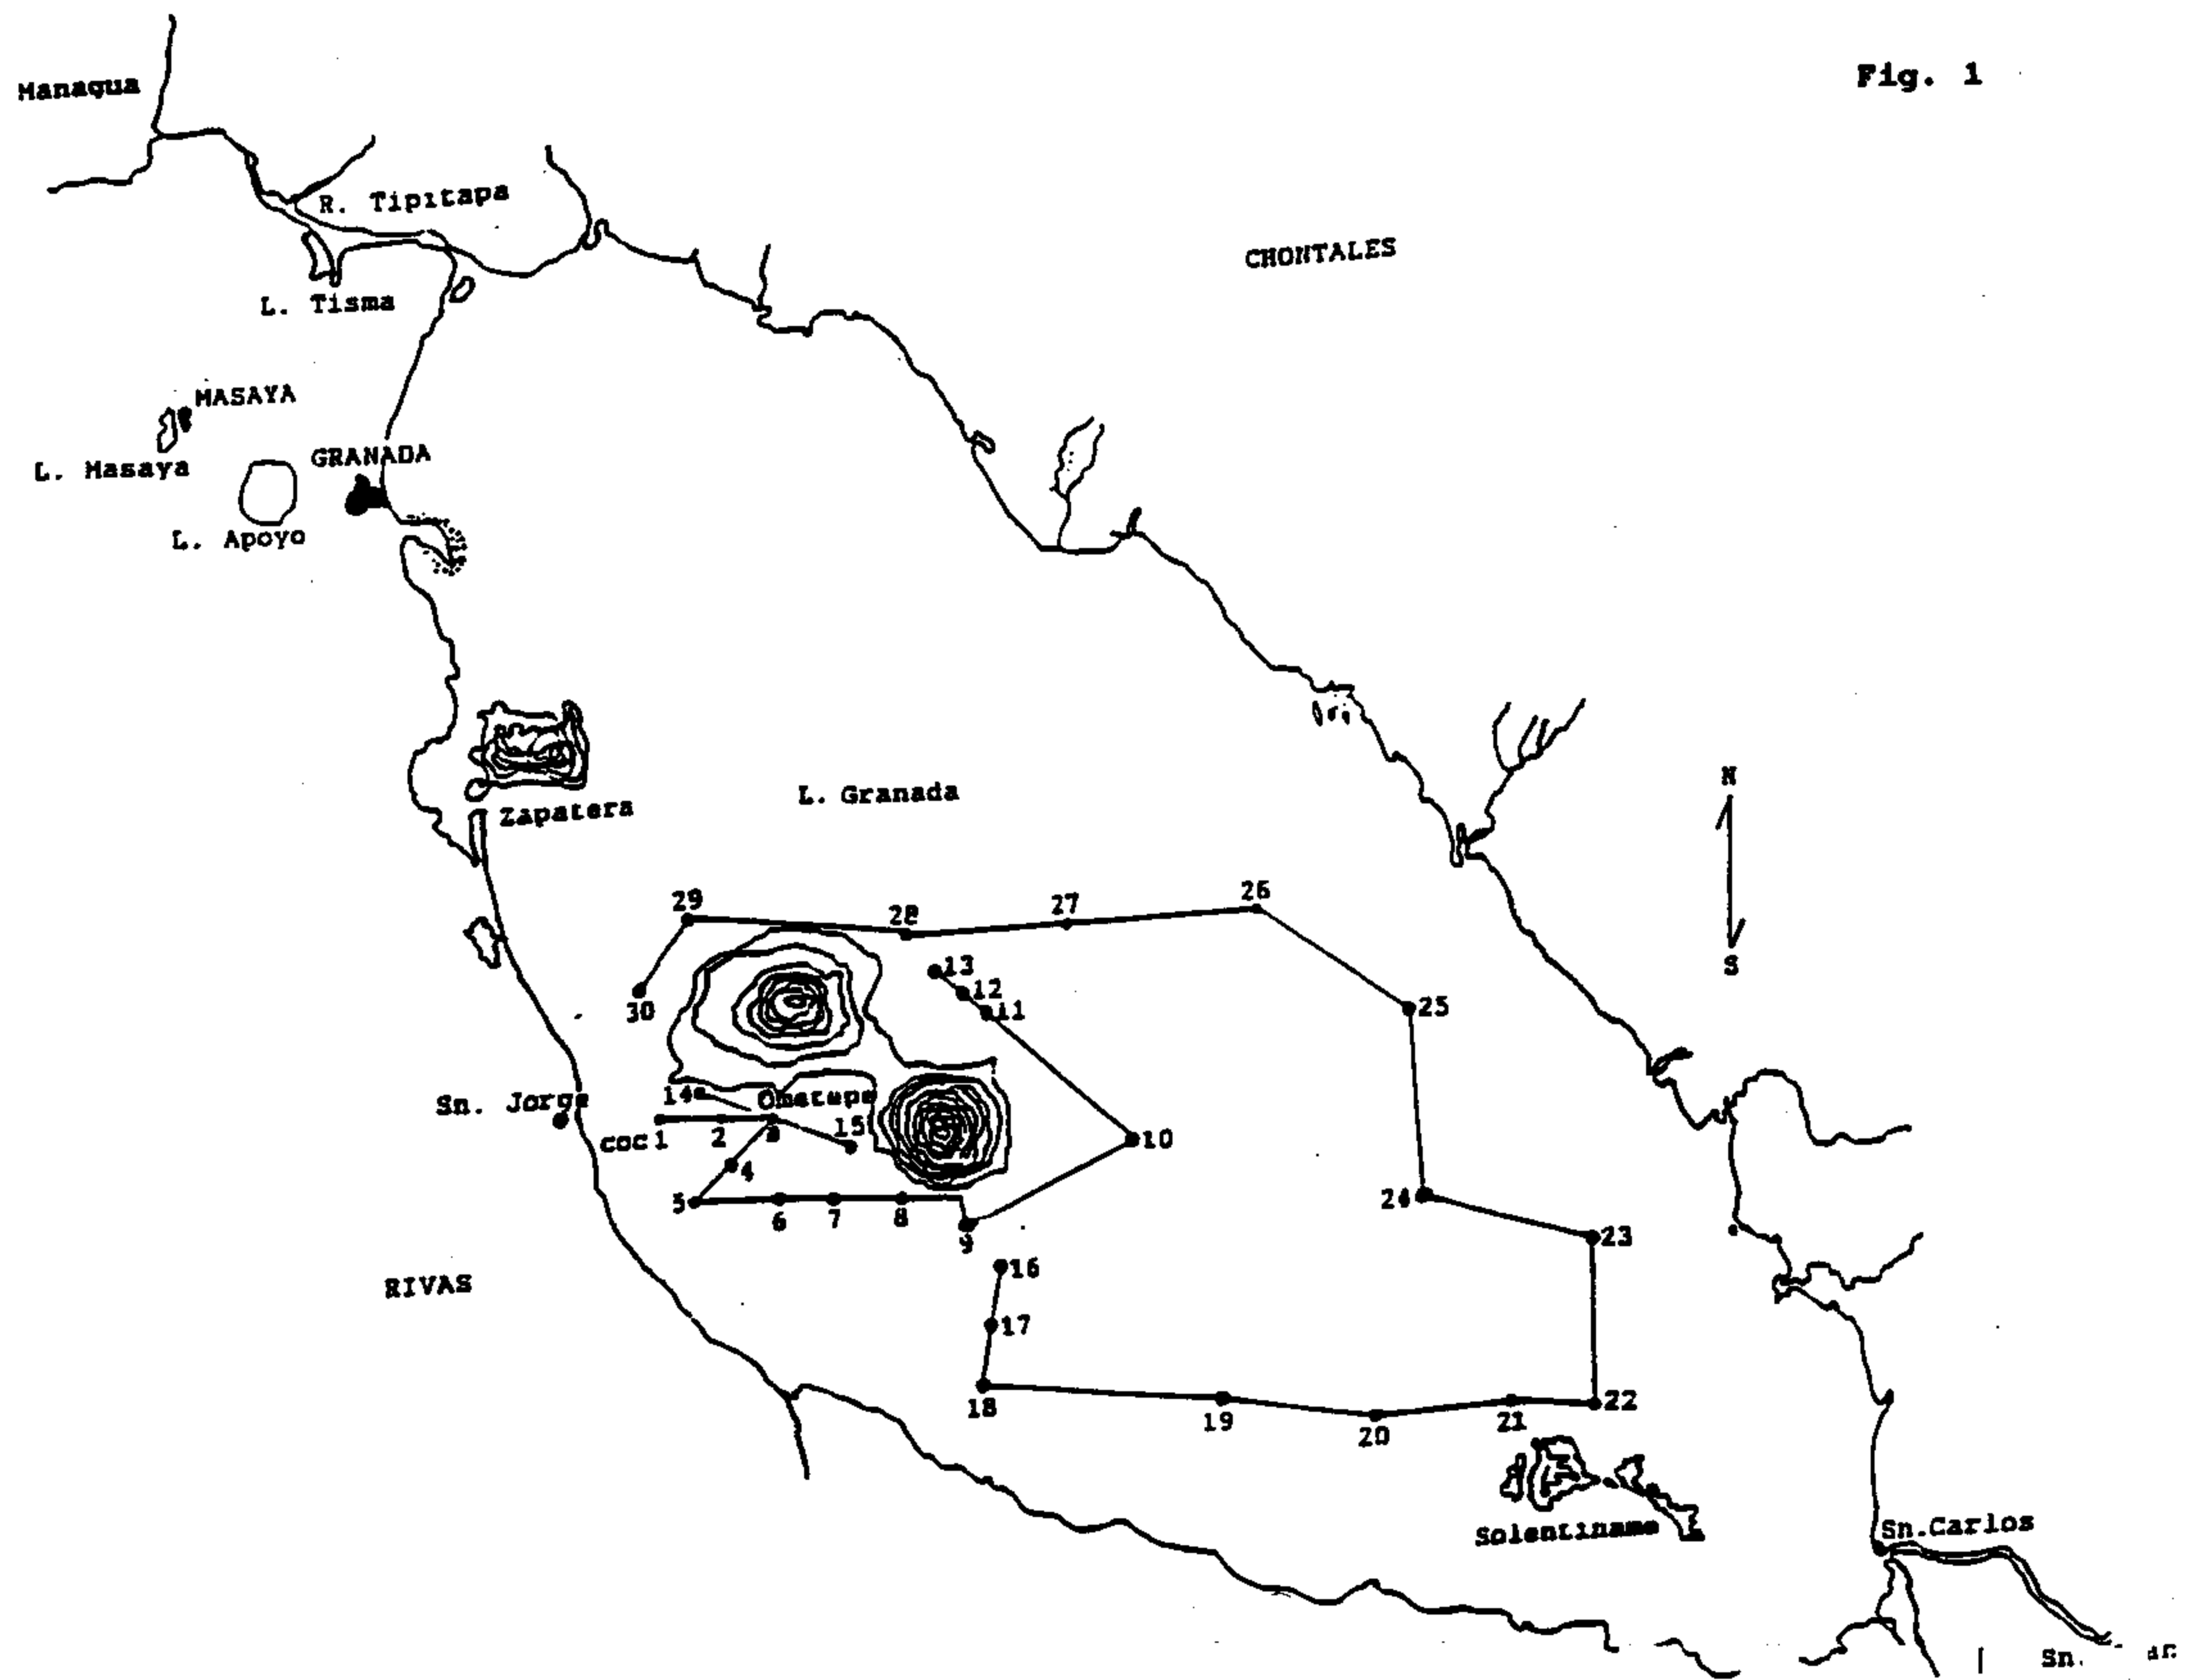 Fig. 1
Managua
R. Tipitapa
CHONTALES
L. Tisma
MASAYA
GRANADA
L. Masaya
L. Apoyo
L. Granada
Zapatera
N
S
29
28
27
26
13
12
11
30
25
14
Ometepe
Sn. Jorge
COC 1
2
3
15
10
4
5
6
7
8
9
24
23
16
RIVAS
17
18
19
20
21
22
Solentiname
Sn.Carlos
Sn.